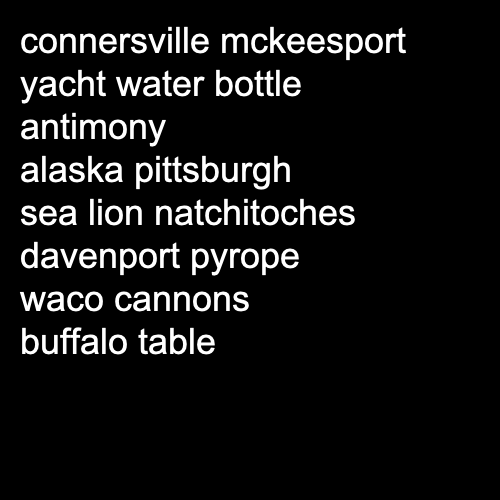 connersville mckeesport
yacht water bottle
antimony
alaska pittsburgh
sea lion natchitoches
davenport pyrope
waco cannons
buffalo table